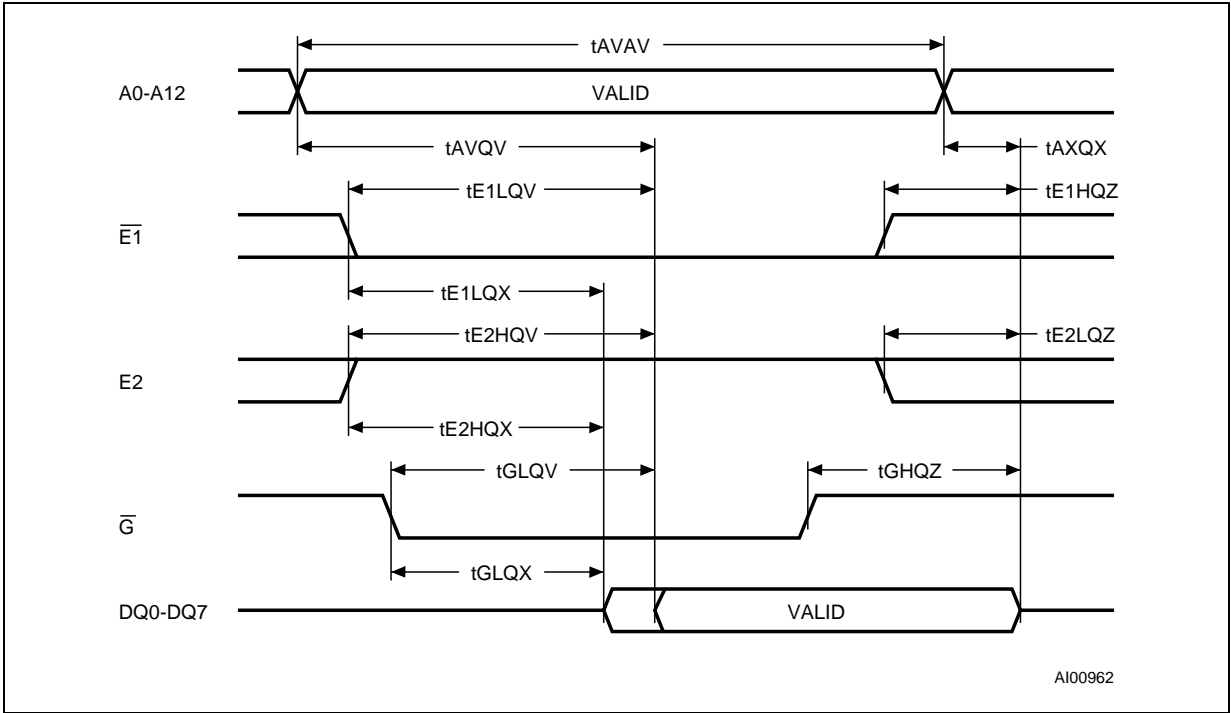 tAVAV
A0-A12 VALID
tAVQV tAXQX
tE1LQV tE1HQZ
E1
tE1LQX
tE2HQV tE2LQZ
E2
tE2HQX
tGLQV tGHQZ
G
tGLQX
DQ0-DQ7 VALID
AI00962